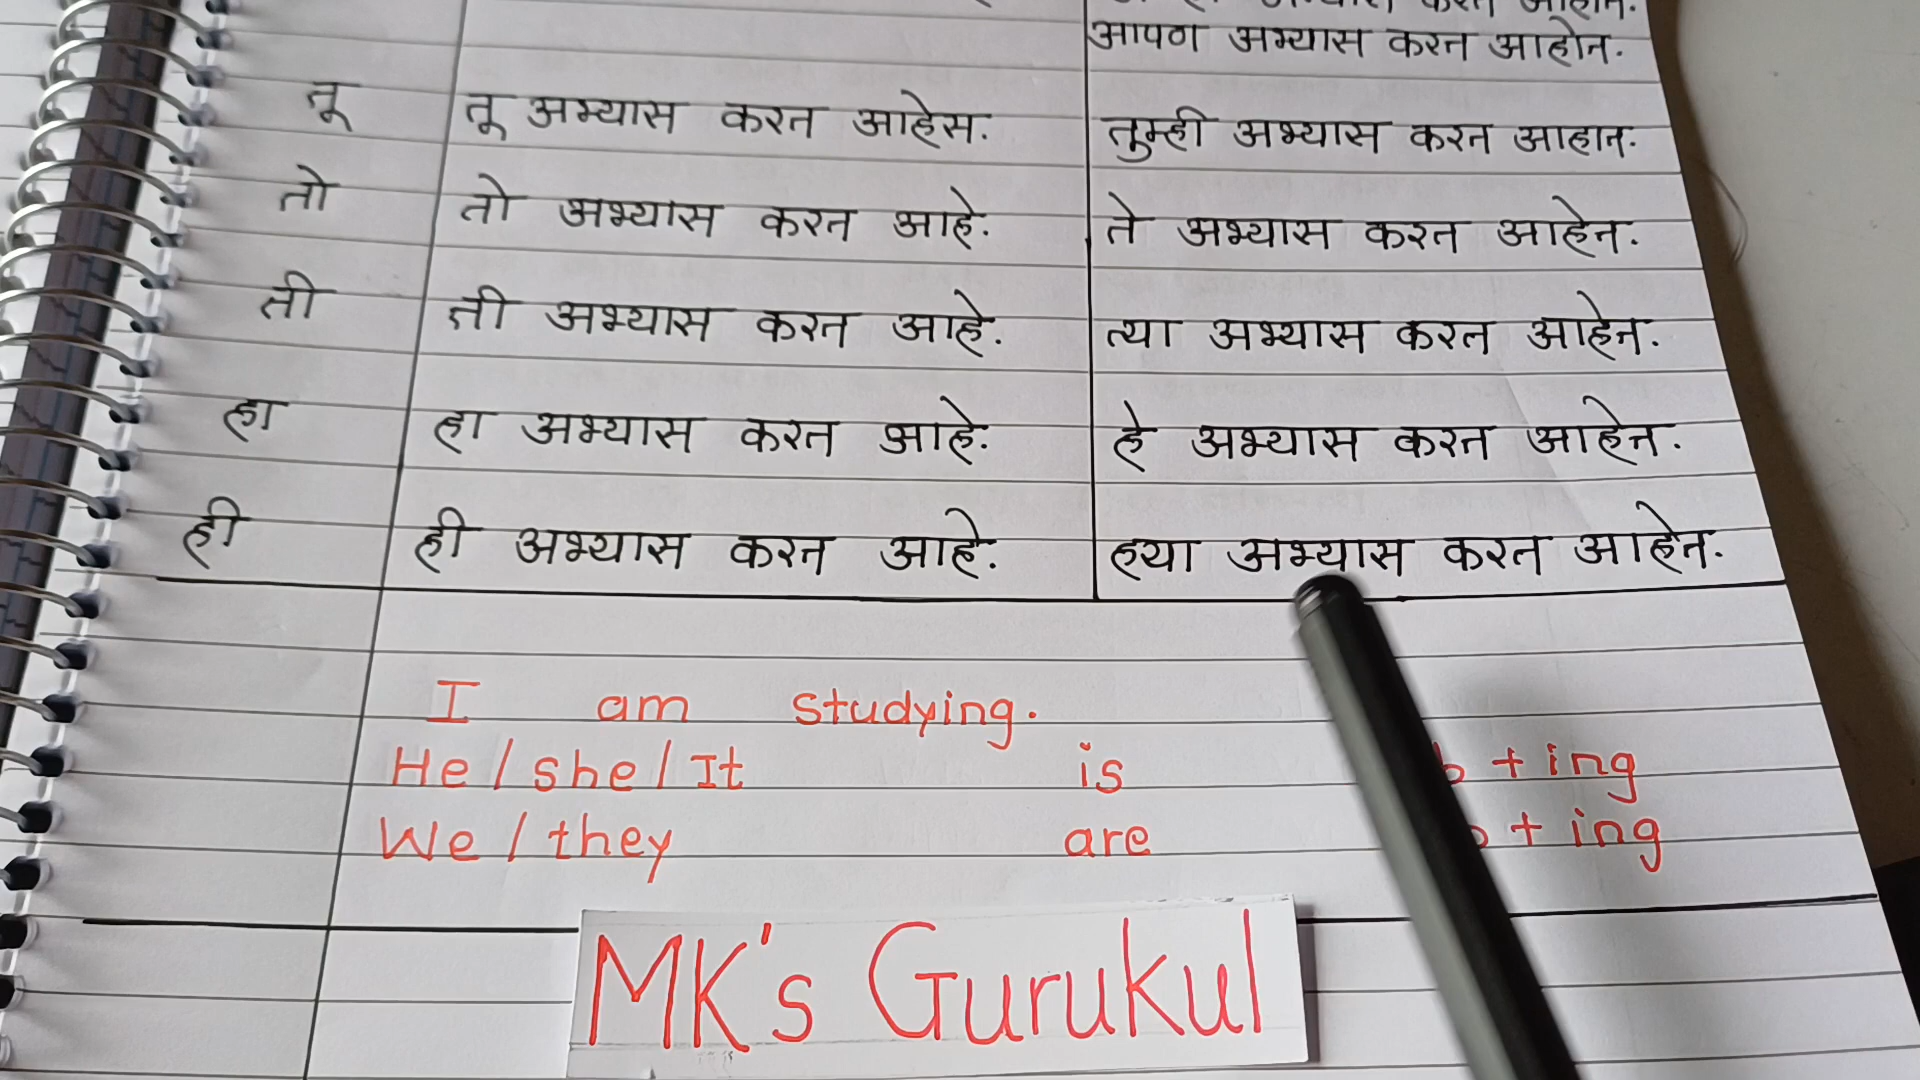 आपण अभ्यास करत आहोत.
तू तू अभ्यास करत आहेस. तुम्ही अभ्यास करत आहात.
तो तो अभ्यास करत आहे. ते अभ्यास करत आहेत.
ती ती अभ्यास करत आहे. त्या अभ्यास करत आहेत.
हा हा अभ्यास करत आहे. हे अभ्यास करत आहेत.
ही ही अभ्यास करत आहे. ह्या अभ्यास करत आहेत.
I am studying.
He / she / It is + ing
We / they are + ing
MK's Gurukul